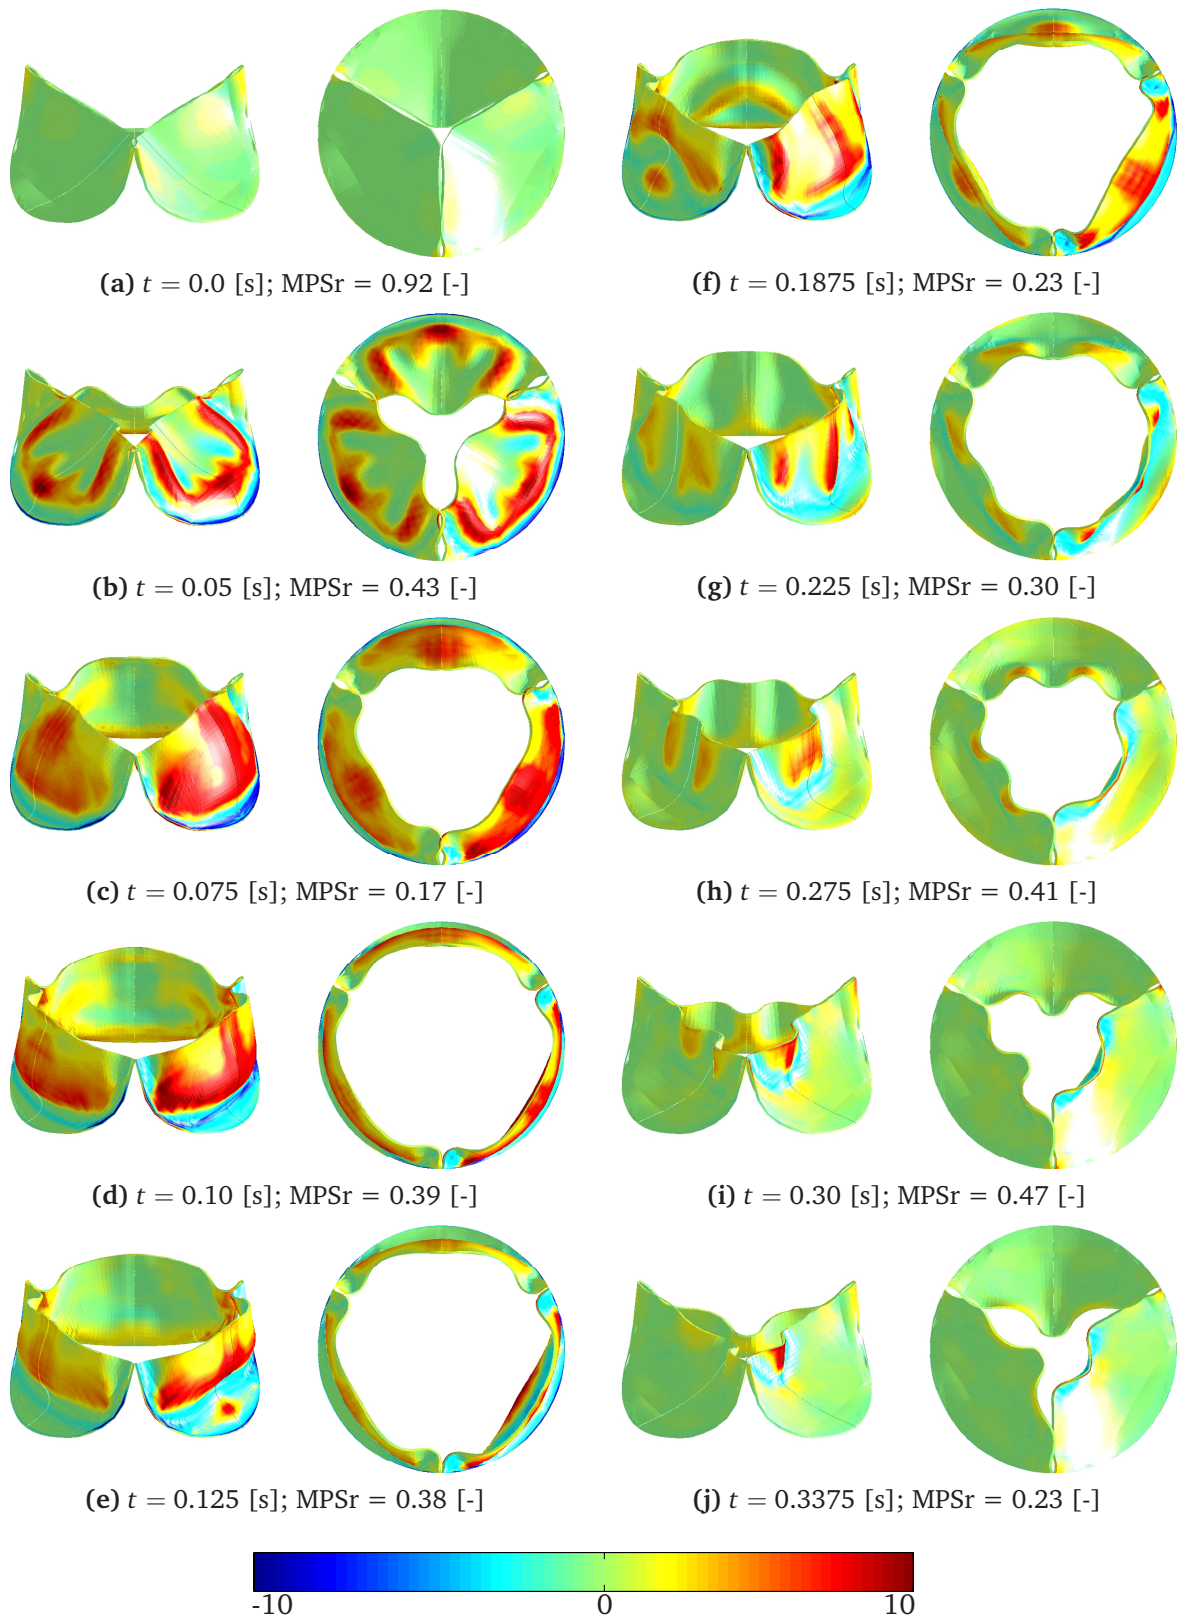 (a) t = 0.0 [s]; MPSr = 0.92 [-]
(b) t = 0.05 [s]; MPSr = 0.43 [-]
(c) t = 0.075 [s]; MPSr = 0.17 [-]
(d) t = 0.10 [s]; MPSr = 0.39 [-]
(e) t = 0.125 [s]; MPSr = 0.38 [-]
(f) t = 0.1875 [s]; MPSr = 0.23 [-]
(g) t = 0.225 [s]; MPSr = 0.30 [-]
(h) t = 0.275 [s]; MPSr = 0.41 [-]
(i) t = 0.30 [s]; MPSr = 0.47 [-]
(j) t = 0.3375 [s]; MPSr = 0.23 [-]
-10 0 10